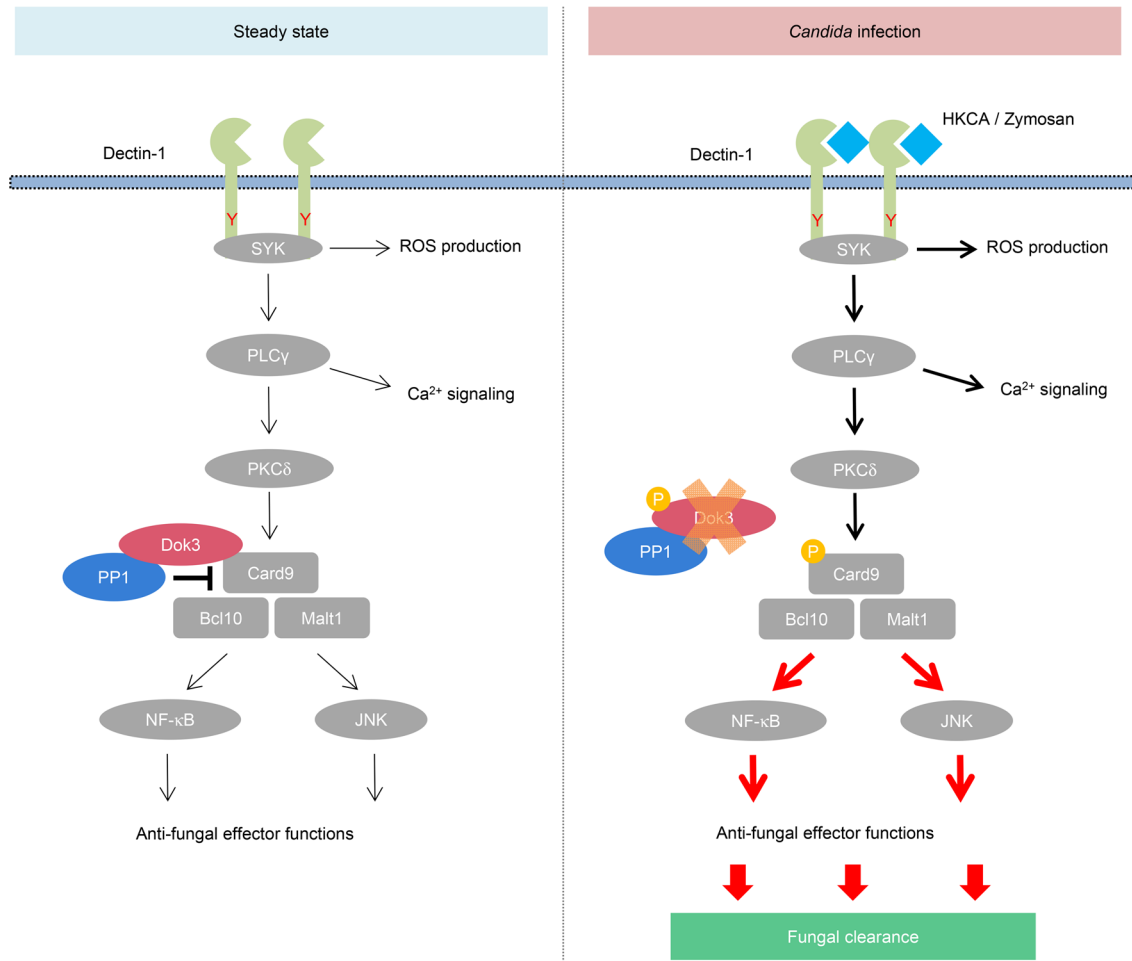 Steady state
Candida infection
HKCA / Zymosan
Dectin-1
Dectin-1
Y
Y
Y
Y
SYK
ROS production
SYK
ROS production
PLCγ
Ca²⁺ signaling
PLCγ
Ca²⁺ signaling
PKCδ
PKCδ
P
Dok3
Dok3
PP1
PP1
P
Card9
Card9
Bcl10
Malt1
Bcl10
Malt1
NF-κB
JNK
NF-κB
JNK
Anti-fungal effector functions
Anti-fungal effector functions
Fungal clearance